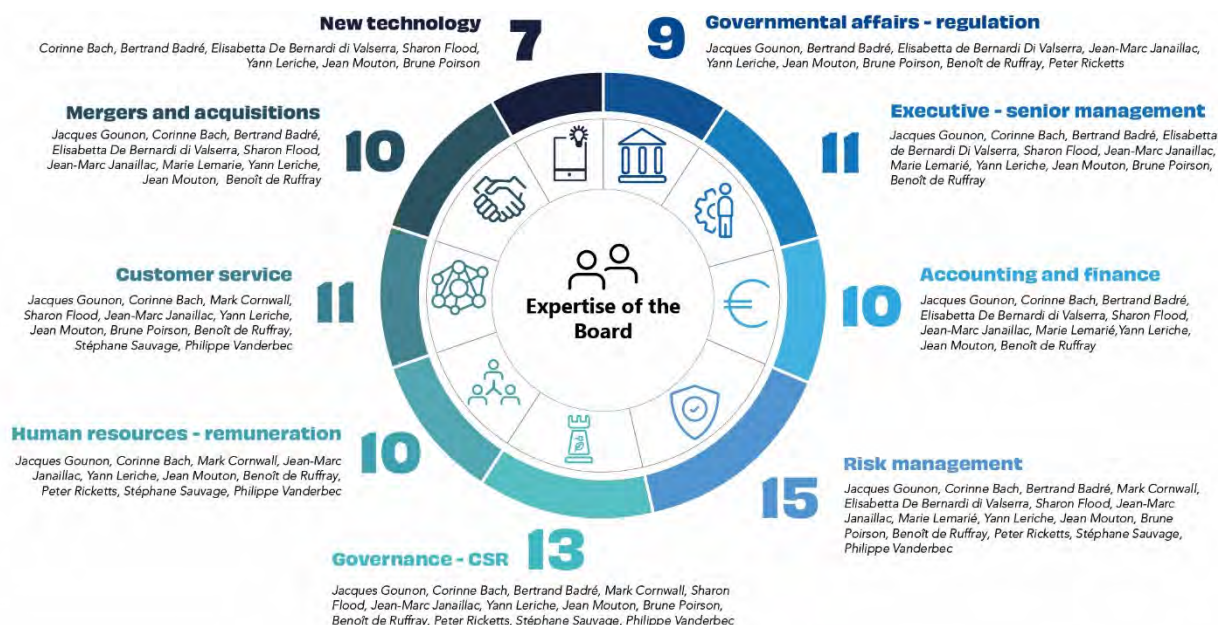 New technology
7
Corinne Bach, Bertrand Badré, Elisabetta De Bernardi di Valserra, Sharon Flood,
Yann Leriche, Jean Mouton, Brune Poirson
9
Governmental affairs - regulation
Jacques Gounon, Bertrand Badré, Elisabetta de Bernardi Di Valserra, Jean-Marc Janaillac,
Yann Leriche, Jean Mouton, Brune Poirson, Benoît de Ruffray, Peter Ricketts
Mergers and acquisitions
10
Jacques Gounon, Corinne Bach, Bertrand Badré,
Elisabetta De Bernardi di Valserra, Sharon Flood,
Jean-Marc Janaillac, Marie Lemarie, Yann Leriche,
Jean Mouton, Benoît de Ruffray
11
Executive - senior management
Jacques Gounon, Corinne Bach, Bertrand Badré, Elisabetta
de Bernardi Di Valserra, Sharon Flood, Jean-Marc Janaillac,
Marie Lemarié, Yann Leriche, Jean Mouton, Brune Poirson,
Benoît de Ruffray
Customer service
11
Jacques Gounon, Corinne Bach, Mark Cornwall,
Sharon Flood, Jean-Marc Janaillac, Yann Leriche,
Jean Mouton, Brune Poirson, Benoît de Ruffray,
Stéphane Sauvage, Philippe Vanderbec
Expertise of the
Board
10
Accounting and finance
Jacques Gounon, Corinne Bach, Bertrand Badré,
Elisabetta De Bernardi di Valserra, Sharon Flood,
Jean-Marc Janaillac, Marie Lemarié,Yann Leriche,
Jean Mouton, Benoît de Ruffray
Human resources - remuneration
10
Jacques Gounon, Corinne Bach, Mark Cornwall, Jean-Marc
Janaillac, Yann Leriche, Jean Mouton, Benoît de Ruffray,
Peter Ricketts, Stéphane Sauvage, Philippe Vanderbec
15
Risk management
Jacques Gounon, Corinne Bach, Bertrand Badré, Mark Cornwall,
Elisabetta De Bernardi di Valserra, Sharon Flood, Jean-Marc
Janaillac, Marie Lemarié, Yann Leriche, Jean Mouton, Brune
Poirson, Benoît de Ruffray, Peter Ricketts, Stéphane Sauvage,
Philippe Vanderbec
Governance - CSR
13
Jacques Gounon, Corinne Bach, Bertrand Badré, Mark Cornwall, Sharon
Flood, Jean-Marc Janaillac, Yann Leriche, Jean Mouton, Brune Poirson,
Benoît de Ruffray, Peter Ricketts, Stéphane Sauvage, Philippe Vanderbec